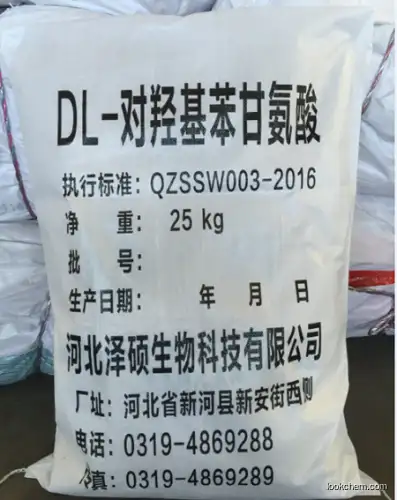 DL-对羟基苯甘氨酸
执行标准：QZSSW003-2016
净 重： 25 kg
批 号：
生产日期： 年 月 日
河北泽硕生物科技有限公司
厂址：河北省新河县新安街西侧
电话：0319-4869288
传真：0319-4869289
lookchem.com